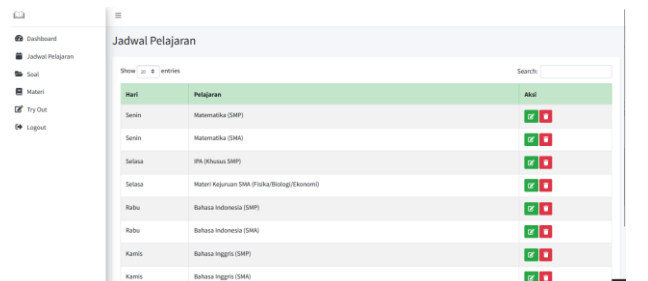 Dashboard
Jadwal Pelajaran
Soal
Materi
Try Out
Logout
Jadwal Pelajaran
Show 10 entries
Search:
Hari Pelajaran Aksi
Senin Matematika (SMP)
Senin Matematika (SMA)
Selasa IPA (Khusus SMP)
Selasa Materi Kejuruan SMA (Fisika/Biologi/Ekonomi)
Rabu Bahasa Indonesia (SMP)
Rabu Bahasa Indonesia (SMA)
Kamis Bahasa Inggris (SMP)
Kamis Bahasa Inggris (SMA)